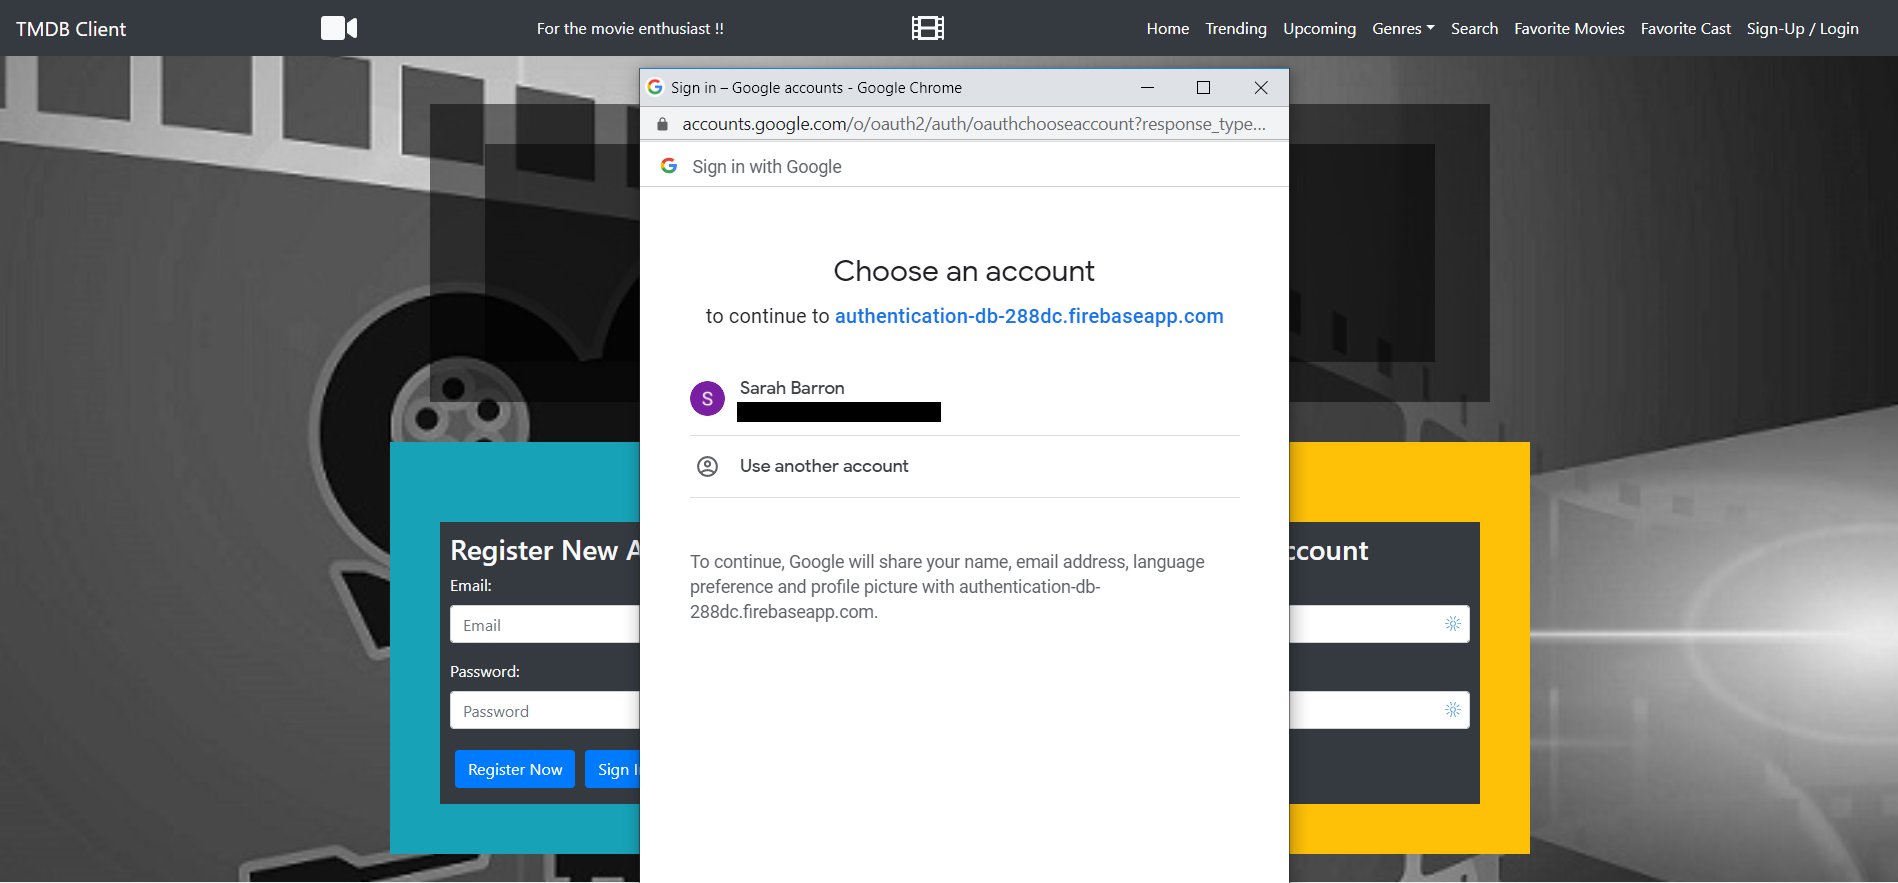 TMDB Client
For the movie enthusiast !!
Home Trending Upcoming Genres Search Favorite Movies Favorite Cast Sign-Up / Login
Sign in – Google accounts - Google Chrome
accounts.google.com/o/oauth2/auth/oauthchooseaccount?response_type...
Sign in with Google
Choose an account
to continue to authentication-db-288dc.firebaseapp.com
S
Sarah Barron
Use another account
To continue, Google will share your name, email address, language
preference and profile picture with authentication-db-
288dc.firebaseapp.com.
Register New
Email:
Email
Password:
Password
Register Now
Sign